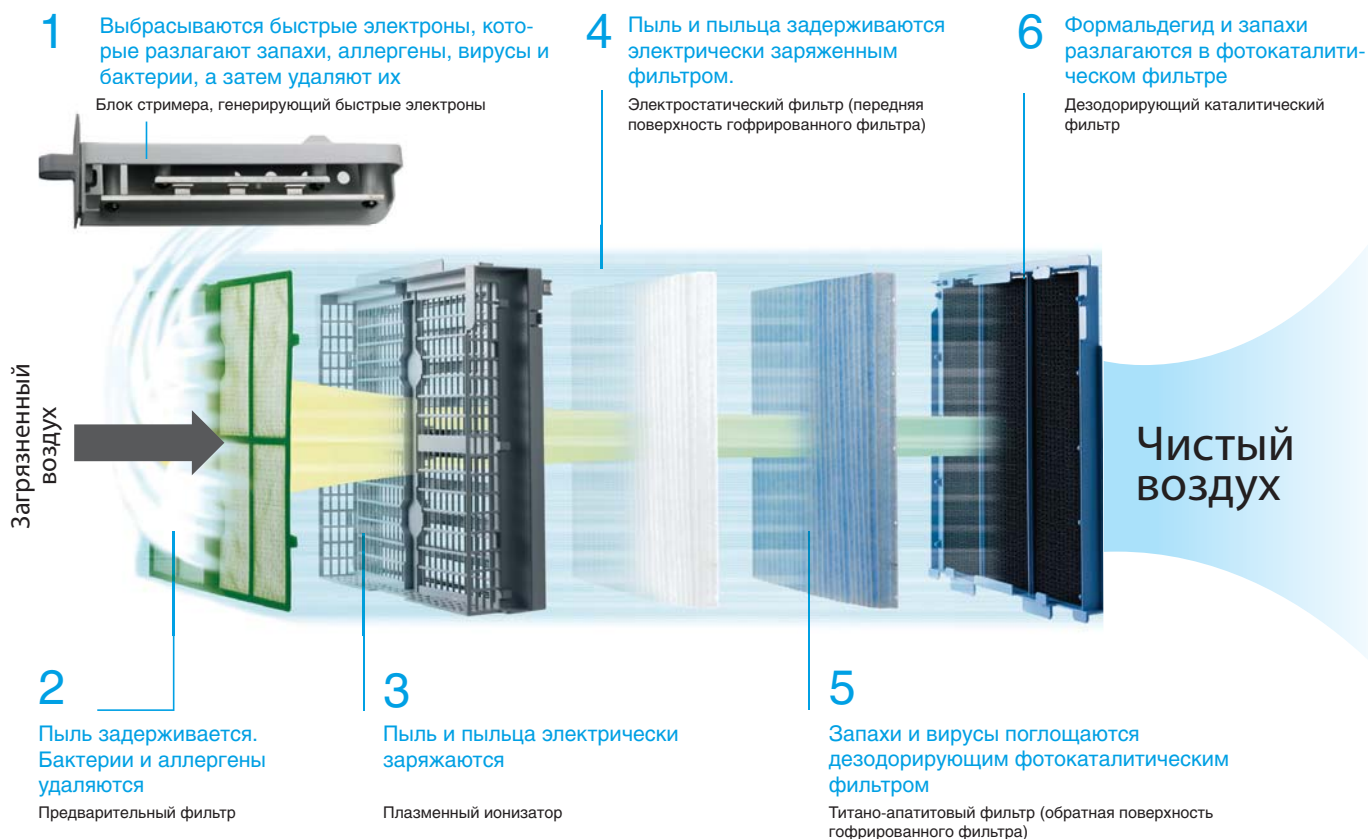 1
Выбрасываются быстрые электроны, кото-
рые разлагают запахи, аллергены, вирусы и
бактерии, а затем удаляют их
Блок стримера, генерирующий быстрые электроны
4
Пыль и пыльца задерживаются
электрически заряженным
фильтром.
Электростатический фильтр (передняя
поверхность гофрированного фильтра)
6
Формальдегид и запахи
разлагаются в фотокаталити-
ческом фильтре
Дезодорирующий каталитический
фильтр
Загрязненный
воздух
Чистый
воздух
2
Пыль задерживается.
Бактерии и аллергены
удаляются
Предварительный фильтр
3
Пыль и пыльца электрически
заряжаются
Плазменный ионизатор
5
Запахи и вирусы поглощаются
дезодорирующим фотокаталитическим
фильтром
Титано-апатитовый фильтр (обратная поверхность
гофрированного фильтра)